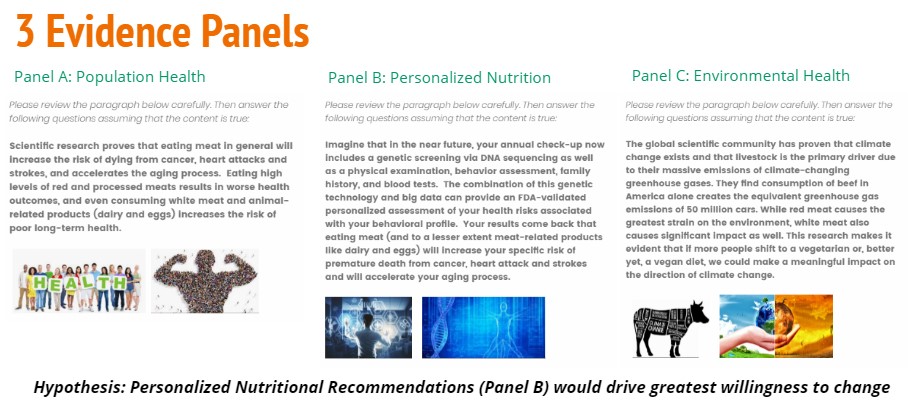 3 Evidence Panels
Panel A: Population Health
Please review the paragraph below carefully. Then answer the
following questions assuming that the content is true:
Scientific research proves that eating meat in general will
increase the risk of dying from cancer, heart attacks and
strokes, and accelerates the aging process. Eating high
levels of red and processed meats results in worse health
outcomes, and even consuming white meat and animal-
related products (dairy and eggs) increases the risk of
poor long-term health.
HEALTH
Panel B: Personalized Nutrition
Please review the paragraph below carefully. Then answer the
following questions assuming that the content is true:
Imagine that in the near future, your annual check-up now
includes a genetic screening via DNA sequencing as well
as a physical examination, behavior assessment, family
history, and blood tests. The combination of this genetic
technology and big data can provide an FDA-validated
personalized assessment of your health risks associated
with your behavioral profile. Your results come back that
eating meat (and to a lesser extent meat-related products
like dairy and eggs) will increase your specific risk of
premature death from cancer, heart attack and strokes
and will accelerate your aging process.
Panel C: Environmental Health
Please review the paragraph below carefully. Then answer the
following questions assuming that the content is true:
The global scientific community has proven that climate
change exists and that livestock is the primary driver due
to their massive emissions of climate-changing
greenhouse gases. They find consumption of beef in
America alone creates the equivalent greenhouse gas
emissions of 50 million cars. While red meat causes the
greatest strain on the environment, white meat also
causes significant impact as well. This research makes it
evident that if more people shift to a vegetarian or, better
yet, a vegan diet, we could make a meaningful impact on
the direction of climate change.
CLIMATE
CHANGE
Hypothesis: Personalized Nutritional Recommendations (Panel B) would drive greatest willingness to change